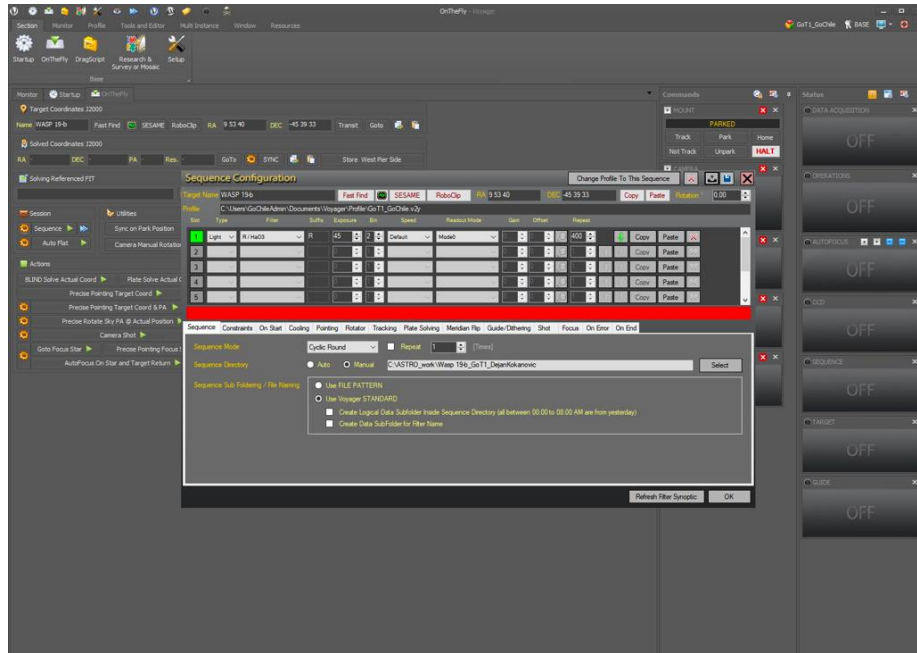 OnTheFly - Voyager
Section Monitor Profile Tools and Editor Multi Instance Window Resources
GoT1_GoChile BASE
Startup OnTheFly DragScript Research & Survey or Mosaic Setup
Base
Monitor Startup OnTheFly
Commands
Status
Target Coordinates J2000
Name WASP 19-b Fast Find SESAME RoboClip RA 9 53 40 DEC -45 39 33 Transit Goto
Solved Coordinates J2000
RA - DEC - PA - Res. - GoTo SYNC Store West Pier Side
Solving Referenced FIT
MOUNT
PARKED
Track Park Home
Not Track Unpark HALT
DATA ACQUISITION
OFF
OPERATIONS
OFF
AUTOFOCUS
OFF
CCD
OFF
SEQUENCE
OFF
TARGET
OFF
GUIDE
OFF
Session Utilities
Sequence Sync on Park Position
Auto Flat Camera Manual Rotation
Actions
BLIND Solve Actual Coord Plate Solve Actual
Precise Pointing Target Coord
Precise Pointing Target Coord & PA
Precise Rotate Sky PA @ Actual Position
Camera Shot
Goto Focus Star Precise Pointing Focus
AutoFocus On Star and Target Return
Sequence Configuration
Change Profile To This Sequence
Target Name WASP 19-b Fast Find SESAME RoboClip RA 9 53 40 DEC -45 39 33 Copy Paste Rotation ° 0,00
Profile C:\Users\GoChileAdmin\Documents\Voyager\Profile\GoT1_GoChile.v2y
Slot Type Filter Suffix Exposure Bin Speed Readout Mode Gain Offset Repeat
1 Light R / Ha03 R 45 2 Default Mode0 400 Copy Paste
2 Copy Paste
3 Copy Paste
4 Copy Paste
5 Copy Paste
Sequence Constraints On Start Cooling Pointing Rotator Tracking Plate Solving Meridian Flip Guide/Dithering Shot Focus On Error On End
Sequence Mode Cyclic Round Repeat 1 [Times]
Sequence Directory Auto Manual C:\ASTRO_work\Wasp 19-b_GoT1_DejanKokanovic Select
Sequence Sub Foldering / File Naming Use FILE PATTERN
Use Voyager STANDARD
Create Logical Data Subfolder Inside Sequence Directory (all between 00:00 to 08:00 AM are from yesterday)
Create Data SubFolder for Filter Name
Refresh Filter Synoptic OK